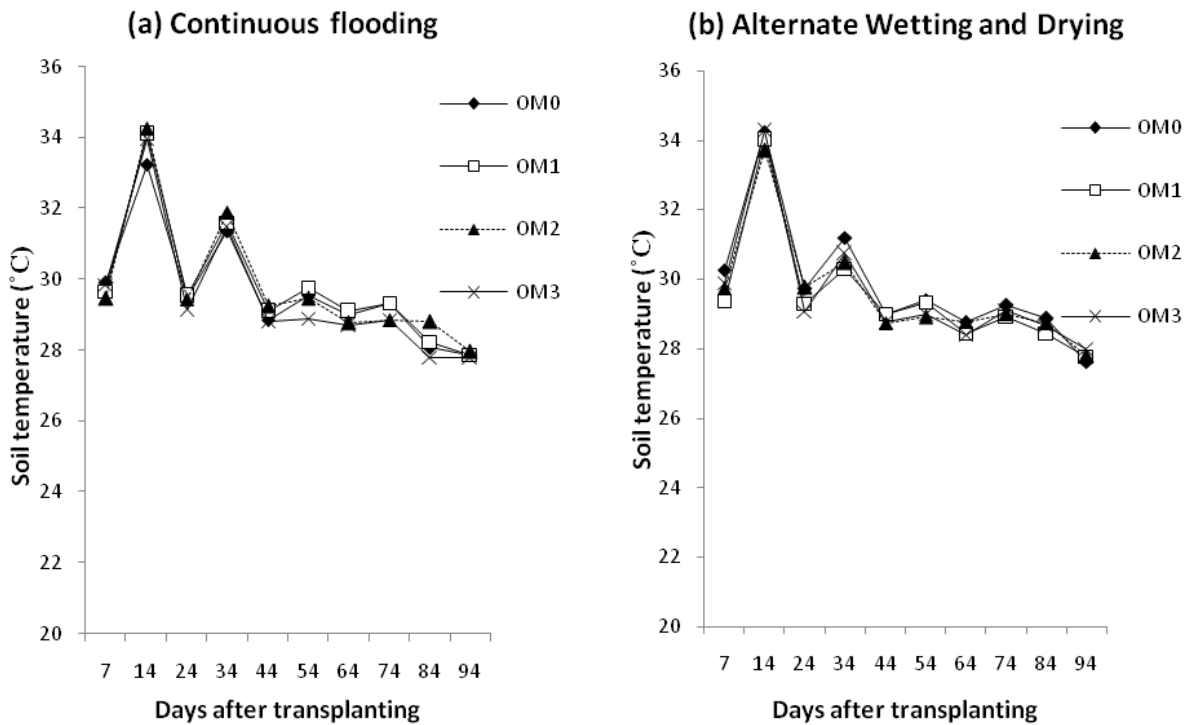 (a) Continuous flooding
36
34
32
30
28
26
24
22
20
Soil temperature (˚C)
7 14 24 34 44 54 64 74 84 94
Days after transplanting
OM0
OM1
OM2
OM3
(b) Alternate Wetting and Drying
36
34
32
30
28
26
24
22
20
Soil temperature (˚C)
7 14 24 34 44 54 64 74 84 94
Days after transplanting
OM0
OM1
OM2
OM3